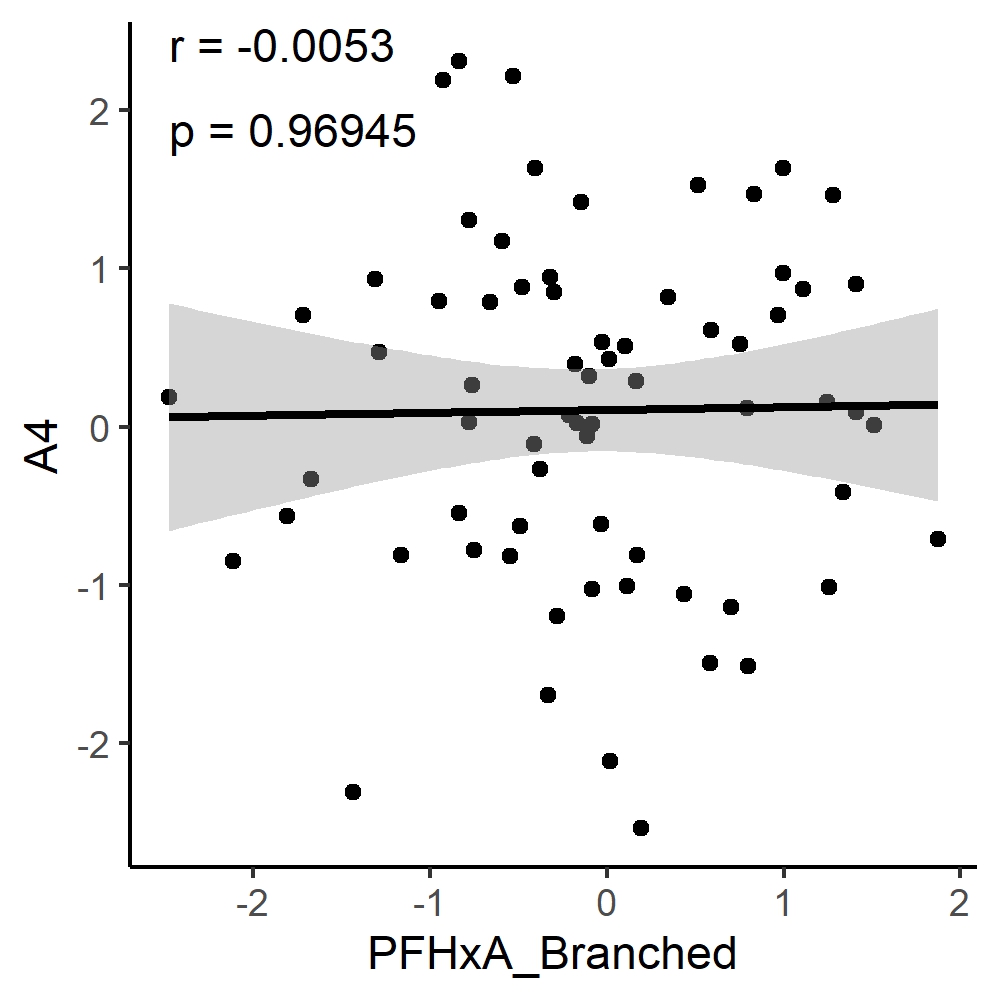 r = -0.0053
p = 0.96945
2
1
0
-1
-2
A4
-2 -1 0 1 2
PFHxA_Branched